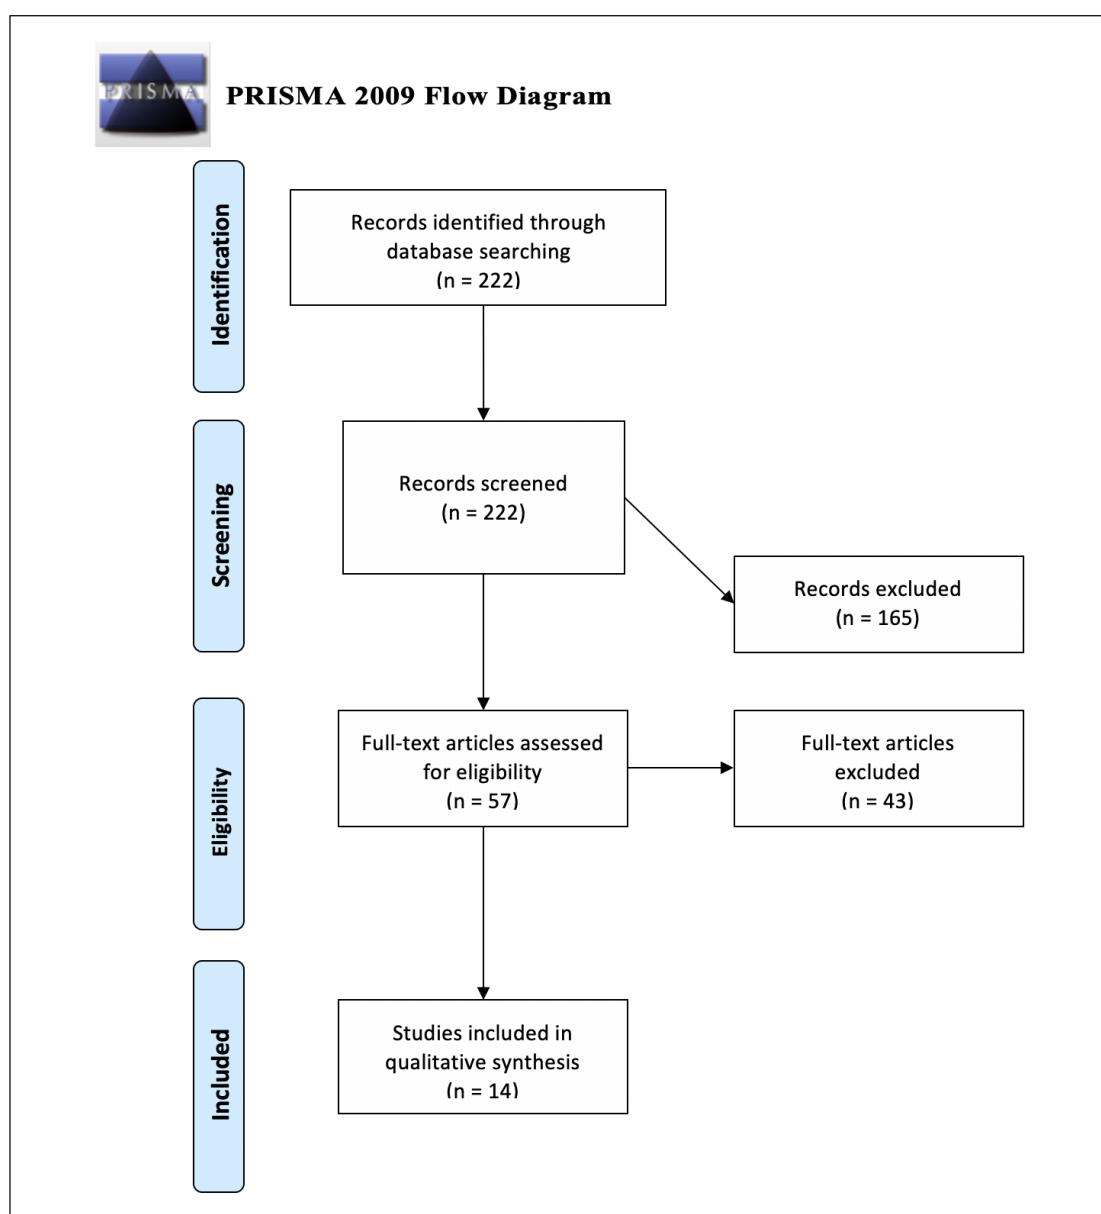 PRISMA
PRISMA 2009 Flow Diagram
Identification
Records identified through
database searching
(n = 222)
Screening
Records screened
(n = 222)
Records excluded
(n = 165)
Eligibility
Full-text articles assessed
for eligibility
(n = 57)
Full-text articles
excluded
(n = 43)
Included
Studies included in
qualitative synthesis
(n = 14)